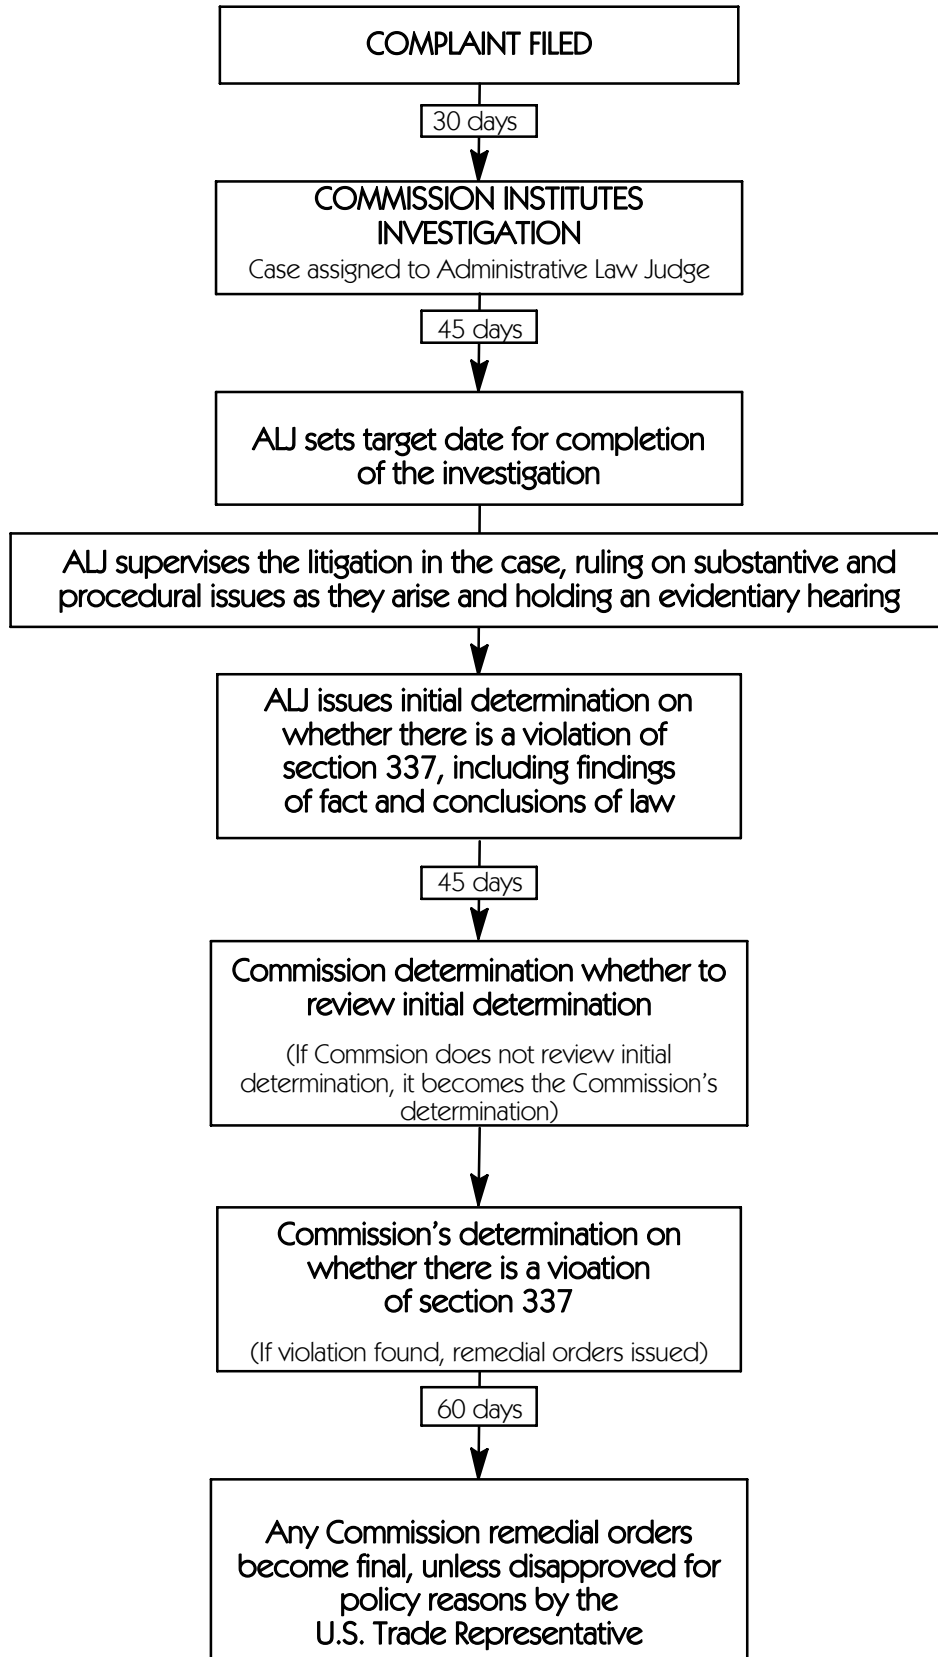 COMPLAINT FILED
30 days
COMMISSION INSTITUTES
INVESTIGATION
Case assigned to Administrative Law Judge
45 days
ALJ sets target date for completion
of the investigation
ALJ supervises the litigation in the case, ruling on substantive and
procedural issues as they arise and holding an evidentiary hearing
ALJ issues initial determination on
whether there is a violation of
section 337, including findings
of fact and conclusions of law
45 days
Commission determination whether to
review initial determination
(If Commsion does not review initial
determination, it becomes the Commission's
determination)
Commission's determination on
whether there is a vioation
of section 337
(If violation found, remedial orders issued)
60 days
Any Commission remedial orders
become final, unless disapproved for
policy reasons by the
U.S. Trade Representative